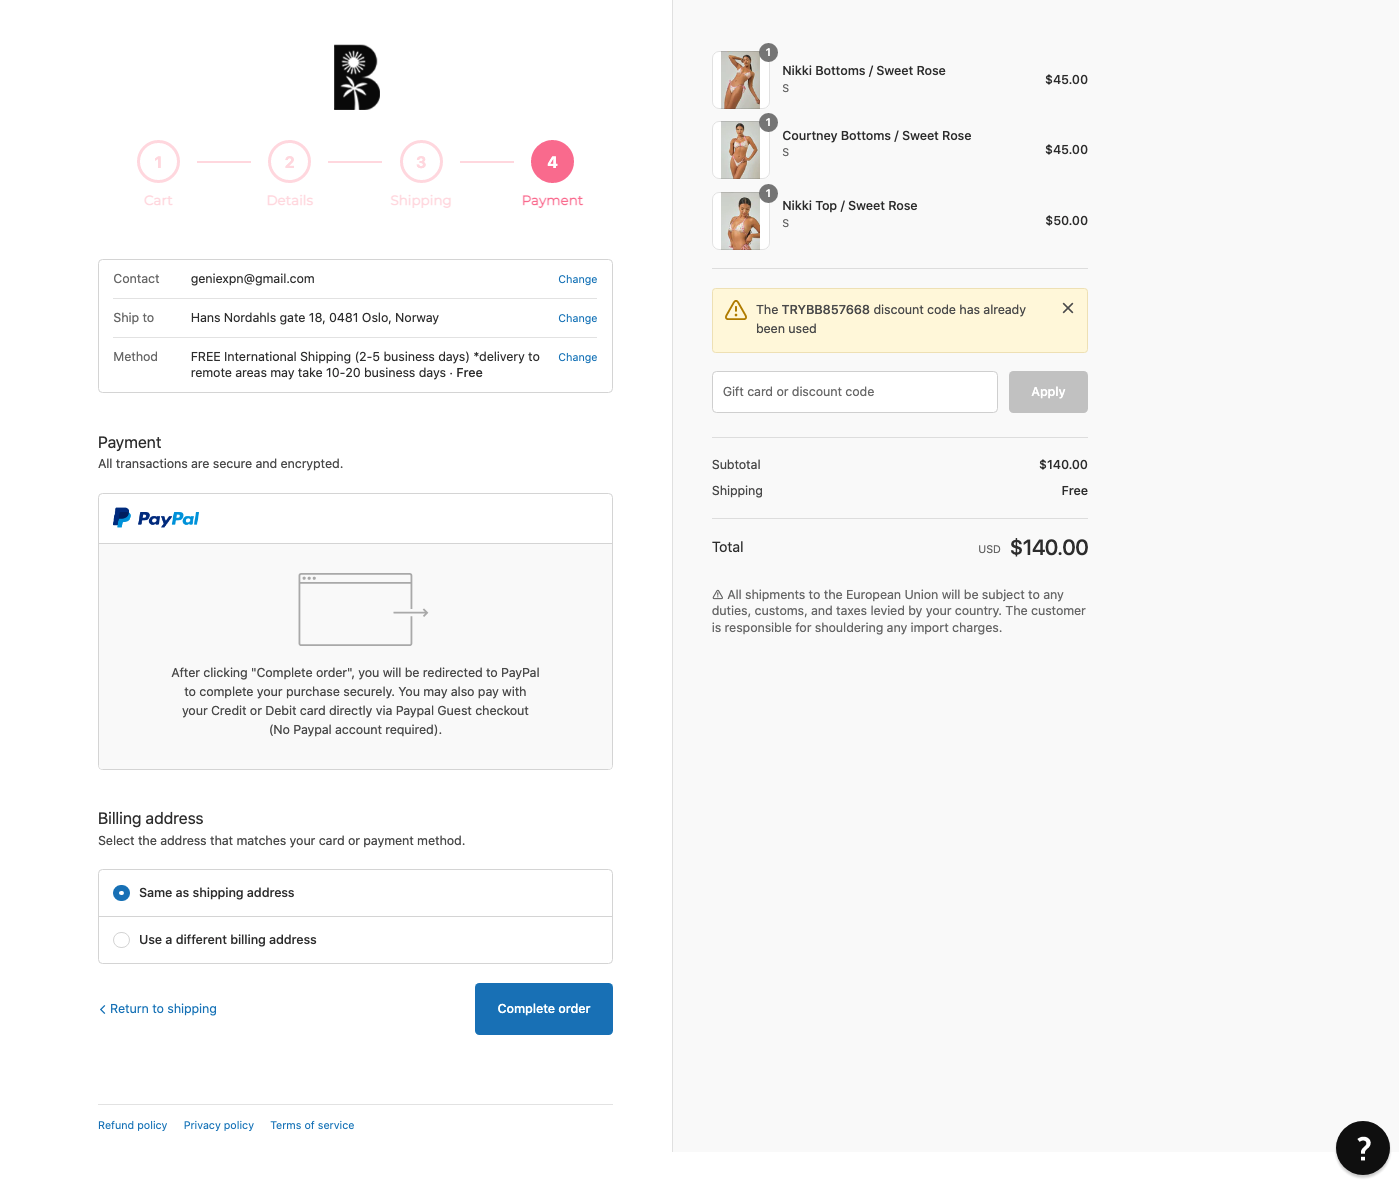 B
1
2
3
4
Cart
Details
Shipping
Payment
Contact
geniexpn@gmail.com
Change
Ship to
Hans Nordahls gate 18, 0481 Oslo, Norway
Change
Method
FREE International Shipping (2-5 business days) *delivery to
remote areas may take 10-20 business days · Free
Change
Payment
All transactions are secure and encrypted.
PayPal
After clicking "Complete order", you will be redirected to PayPal
to complete your purchase securely. You may also pay with
your Credit or Debit card directly via Paypal Guest checkout
(No Paypal account required).
Billing address
Select the address that matches your card or payment method.
Same as shipping address
Use a different billing address
Return to shipping
Complete order
Refund policy
Privacy policy
Terms of service
1
Nikki Bottoms / Sweet Rose
S
$45.00
1
Courtney Bottoms / Sweet Rose
S
$45.00
1
Nikki Top / Sweet Rose
S
$50.00
The TRYBB857668 discount code has already
been used
Gift card or discount code
Apply
Subtotal
$140.00
Shipping
Free
Total
USD $140.00
⚠ All shipments to the European Union will be subject to any
duties, customs, and taxes levied by your country. The customer
is responsible for shouldering any import charges.
?